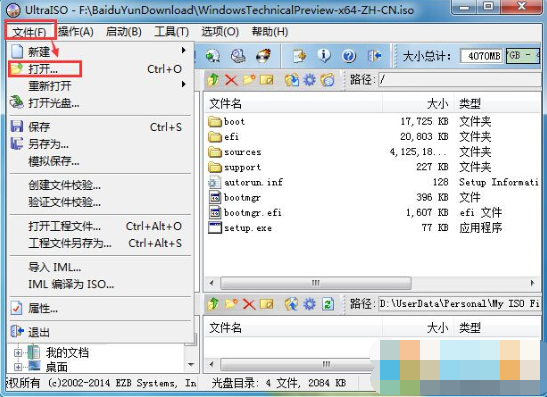 UltraISO - F:\BaiduYunDownload\WindowsTechnicalPreview-x64-ZH-CN.iso
文件(F) 操作(A) 启动(B) 工具(T) 选项(O) 帮助(H)
新建
打开... Ctrl+O
重新打开
打开光盘...
保存 Ctrl+S
另存为...
模拟保存...
创建文件校验...
验证文件校验...
打开工程文件... Ctrl+Alt+O
工程文件另存为... Ctrl+Alt+S
导入 IML...
IML 编译为 ISO...
属性...
退出
我的文档
桌面
大小总计: 4070MB
路径: /
文件名 大小 类型
boot 17,725 KB 文件夹
efi 20,803 KB 文件夹
sources 4,125,18... 文件夹
support 227 KB 文件夹
autorun.inf 128 Setup Informati
bootmgr 396 KB 文件
bootmgr.efi 1,607 KB efi 文件
setup.exe 77 KB 应用程序
路径: D:\UserData\Personal\My ISO Fi
文件名 大小 类型
权所有 (c)2002-2014 EZB Systems, In 光盘目录: 4 文件, 2084 KB